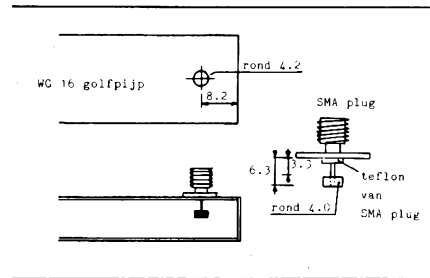 rond 4.2
WG 16 golfpijp
8.2
SMA plug
6.3
3.3
teflon
van
SMA plug
rond 4.0